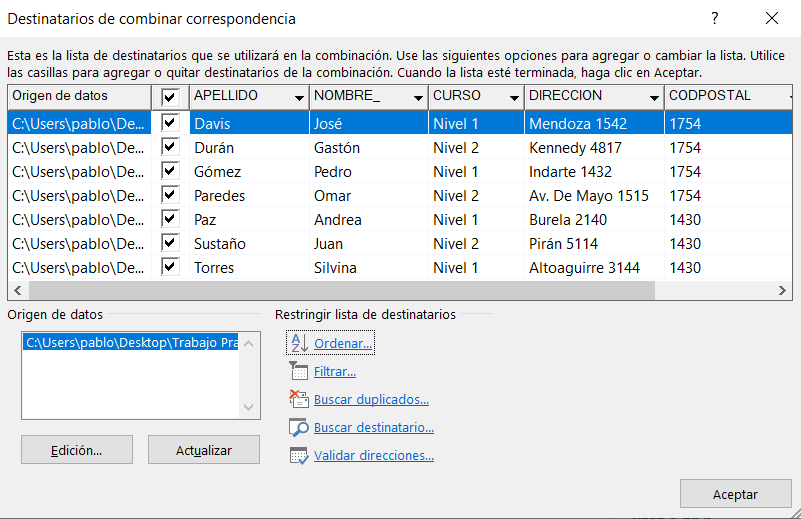 Destinatarios de combinar correspondencia
Esta es la lista de destinatarios que se utilizará en la combinación. Use las siguientes opciones para agregar o cambiar la lista. Utilice
las casillas para agregar o quitar destinatarios de la combinación. Cuando la lista esté terminada, haga clic en Aceptar.
Origen de datos APELLIDO NOMBRE_ CURSO DIRECCION CODPOSTAL
C:\Users\pablo\De... Davis José Nivel 1 Mendoza 1542 1754
C:\Users\pablo\De... Durán Gastón Nivel 2 Kennedy 4817 1754
C:\Users\pablo\De... Gómez Pedro Nivel 1 Indarte 1432 1754
C:\Users\pablo\De... Paredes Omar Nivel 2 Av. De Mayo 1515 1754
C:\Users\pablo\De... Paz Andrea Nivel 1 Burela 2140 1430
C:\Users\pablo\De... Sustaño Juan Nivel 2 Pirán 5114 1430
C:\Users\pablo\De... Torres Silvina Nivel 1 Altoaguirre 3144 1430
Origen de datos
C:\Users\pablo\Desktop\Trabajo Pra
Edición...
Actualizar
Restringir lista de destinatarios
Ordenar...
Filtrar...
Buscar duplicados...
Buscar destinatario...
Validar direcciones...
Aceptar